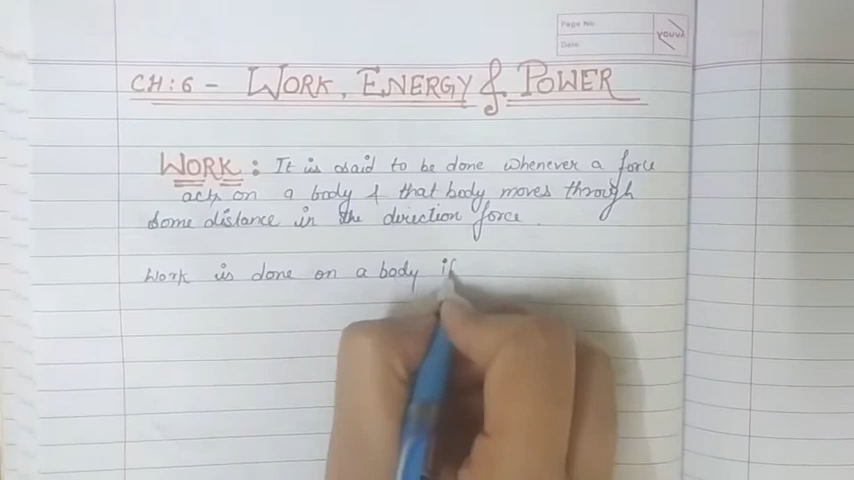 Page No:
Date:
YOUVA
CH: 6 - WORK, ENERGY & POWER
WORK: It is said to be done whenever a force
acts on a body & that body moves through
some distance in the direction force.
Work is done on a body if